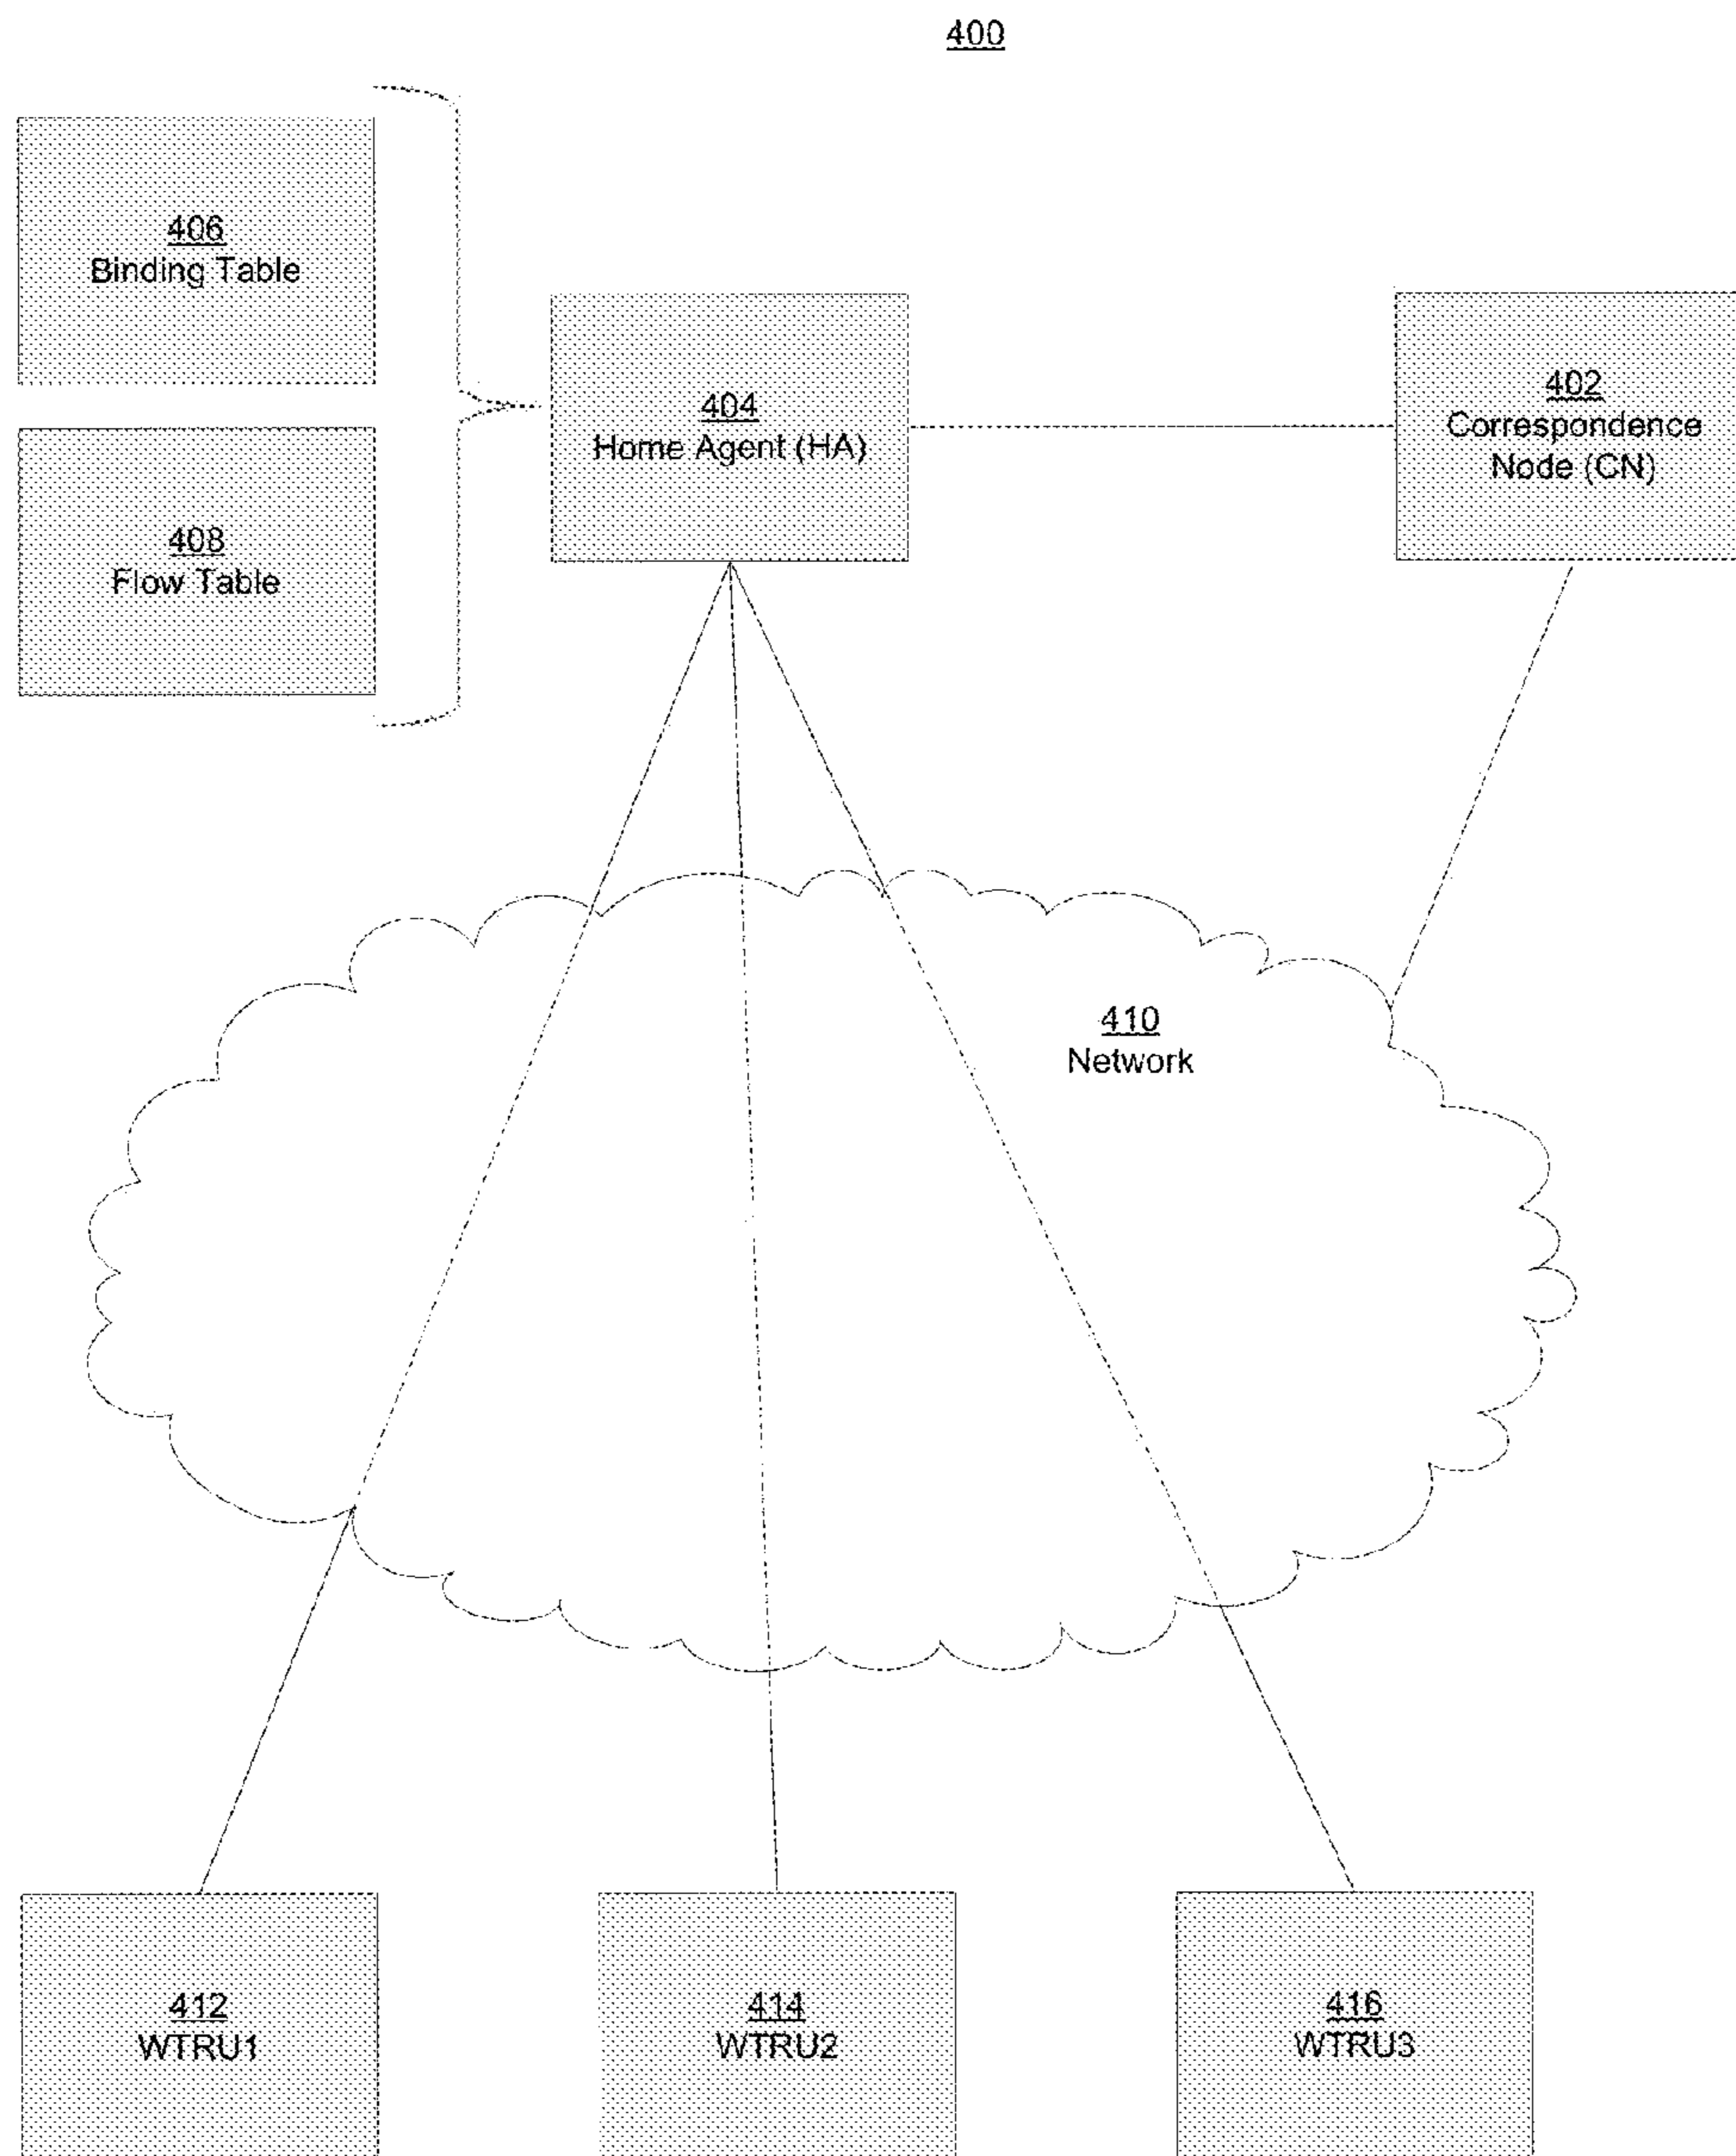 400
406
Binding Table
404
Home Agent (HA)
402
Correspondence
Node (CN)
408
Flow Table
410
Network
412
WTRU1
414
WTRU2
416
WTRU3